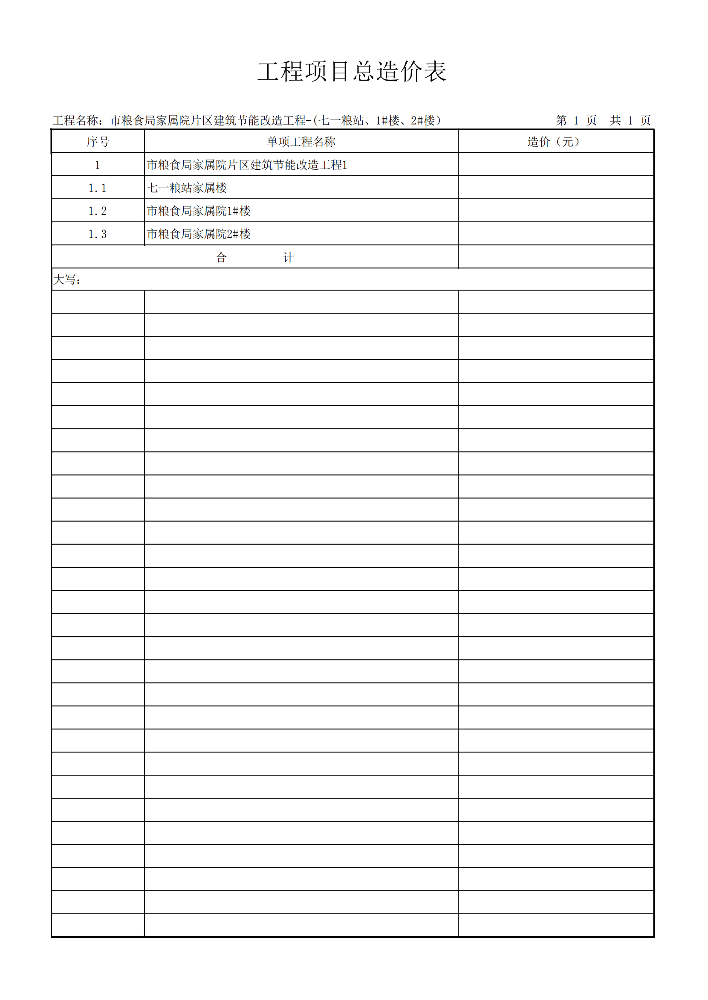 工程项目总造价表
工程名称：市粮食局家属院片区建筑节能改造工程-(七一粮站、1#楼、2#楼） 第 1 页 共 1 页
序号 单项工程名称 造价（元）
1 市粮食局家属院片区建筑节能改造工程1
1.1 七一粮站家属楼
1.2 市粮食局家属院1#楼
1.3 市粮食局家属院2#楼
合 计
大写：